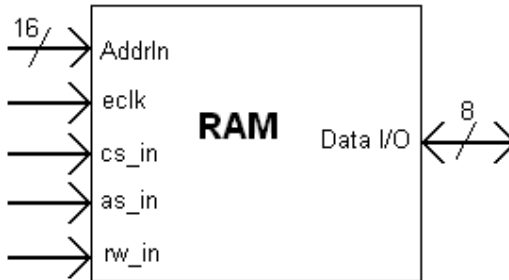 16
AddrIn
eclk
RAM
8
Data I/O
cs_in
as_in
rw_in